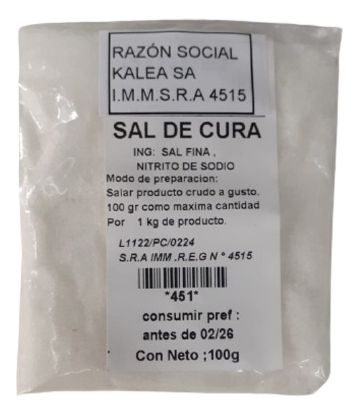 RAZÓN SOCIAL
KALEA SA
I.M.M.S.R.A 4515
SAL DE CURA
ING: SAL FINA ,
NITRITO DE SODIO
Modo de preparacion:
Salar producto crudo a gusto.
100 gr como maxima cantidad
Por 1 kg de producto.
L1122/PC/0224
S.R.A IMM .R.E.G N º 4515
*451*
consumir pref :
antes de 02/26
Con Neto ;100g